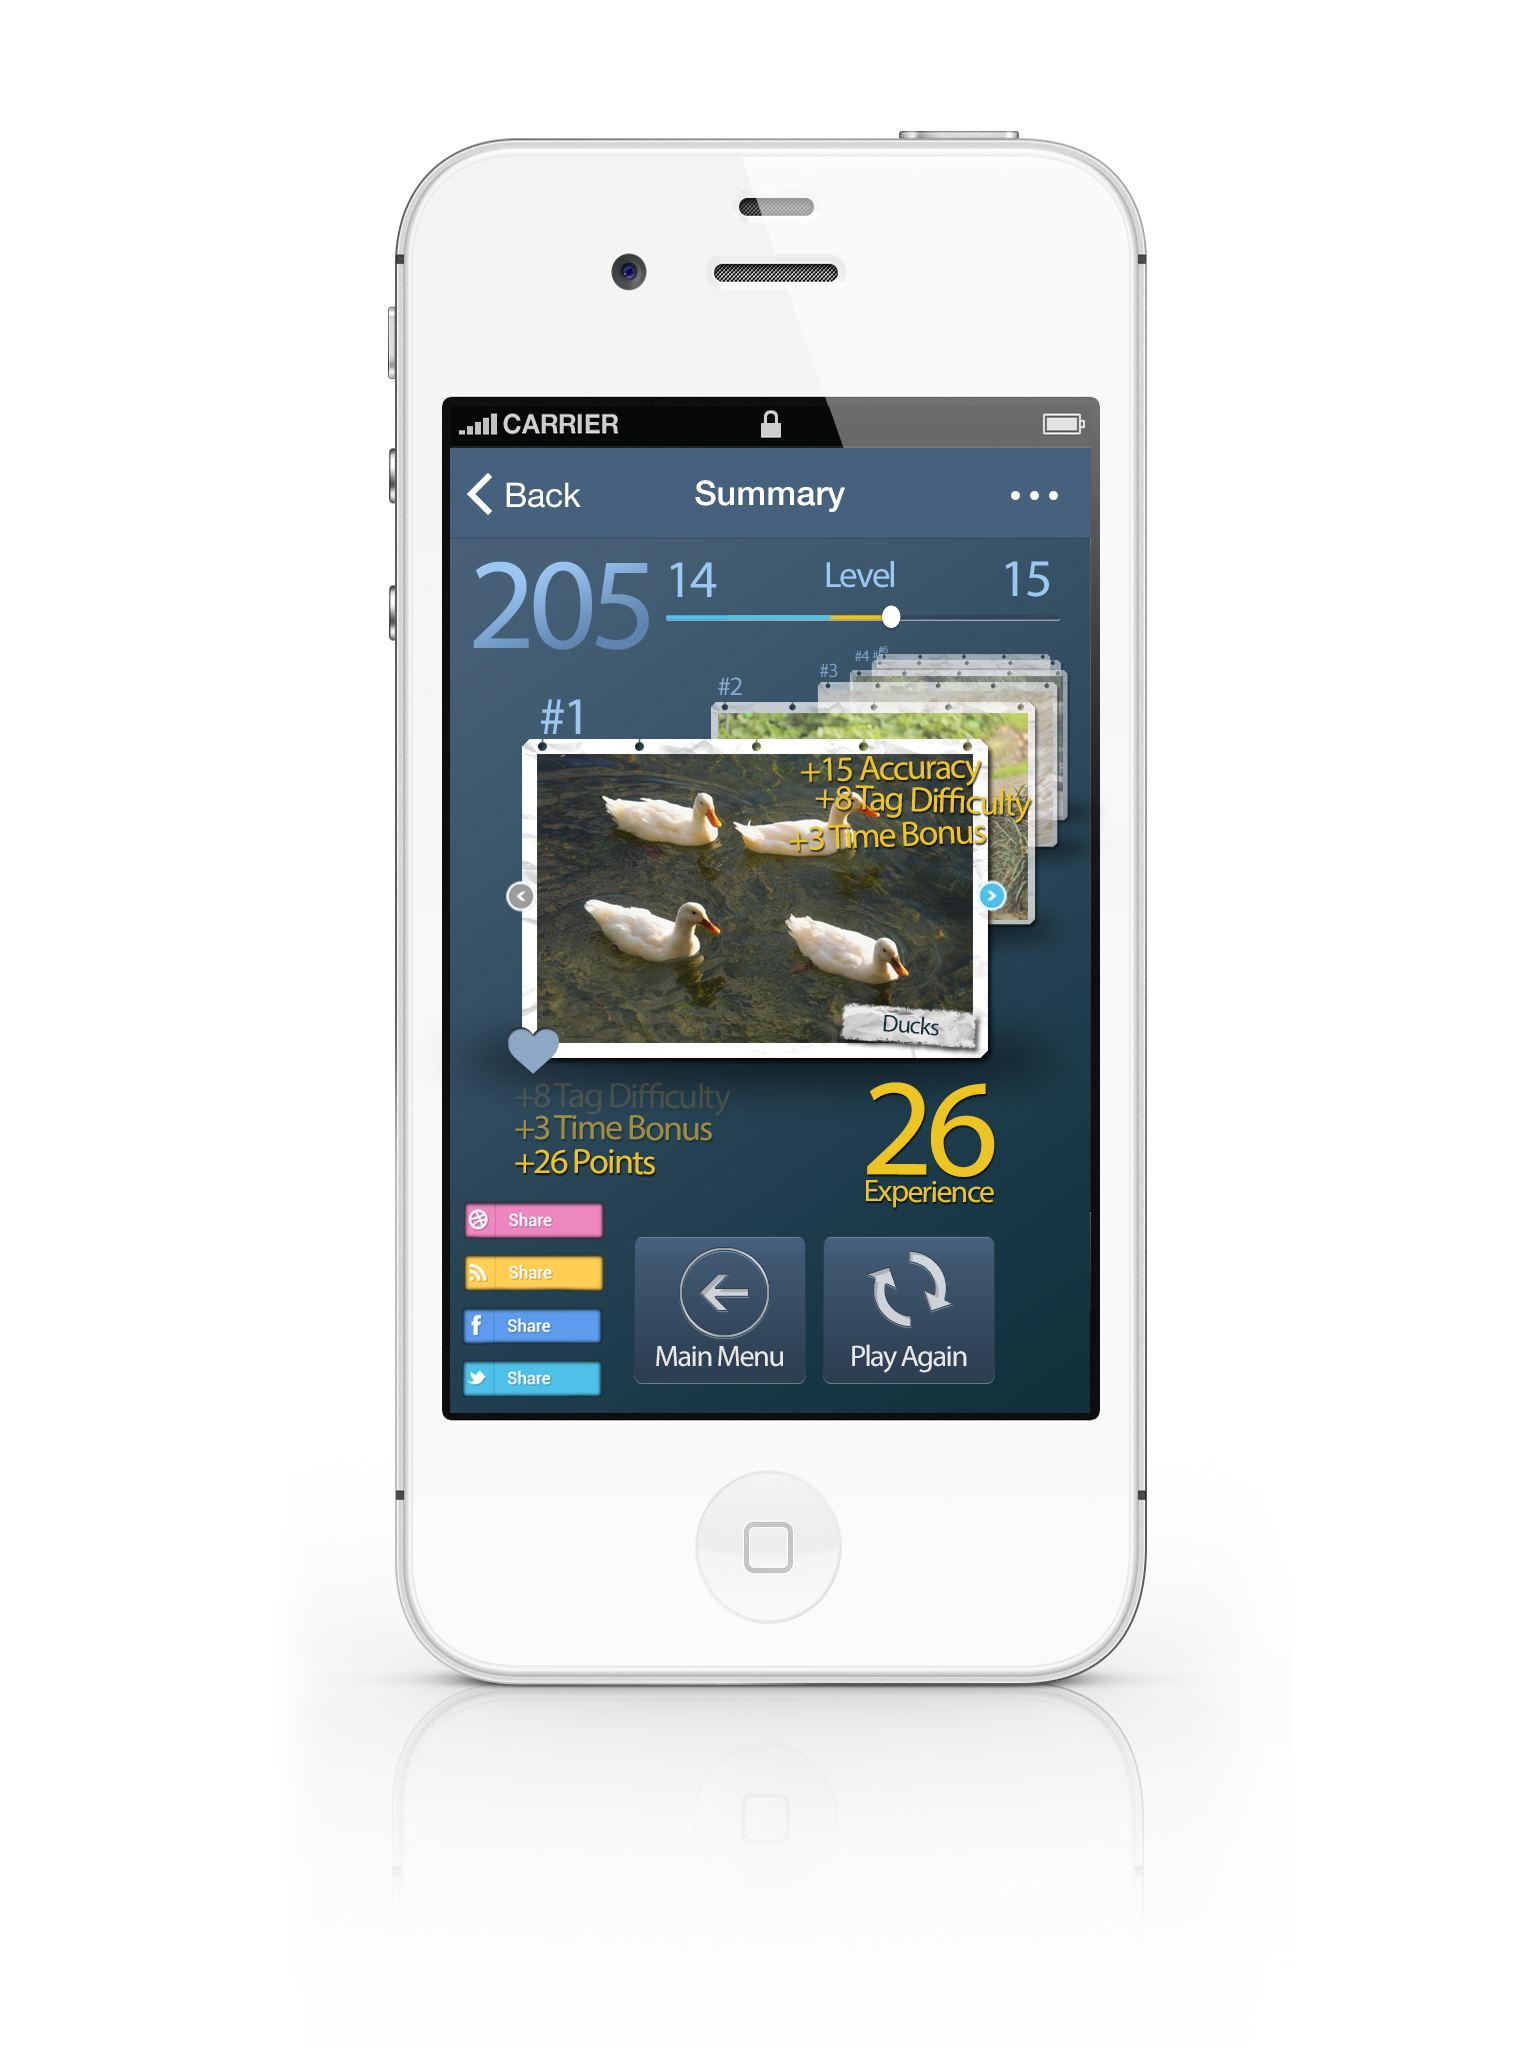 CARRIER
Back
Summary
205
14
Level
15
#1
#2
#3
#4
#6
+15 Accuracy
+8 Tag Difficulty
+3 Time Bonus
Ducks
+8 Tag Difficulty
+3 Time Bonus
+26 Points
26
Experience
Share
Share
Share
Share
Main Menu
Play Again